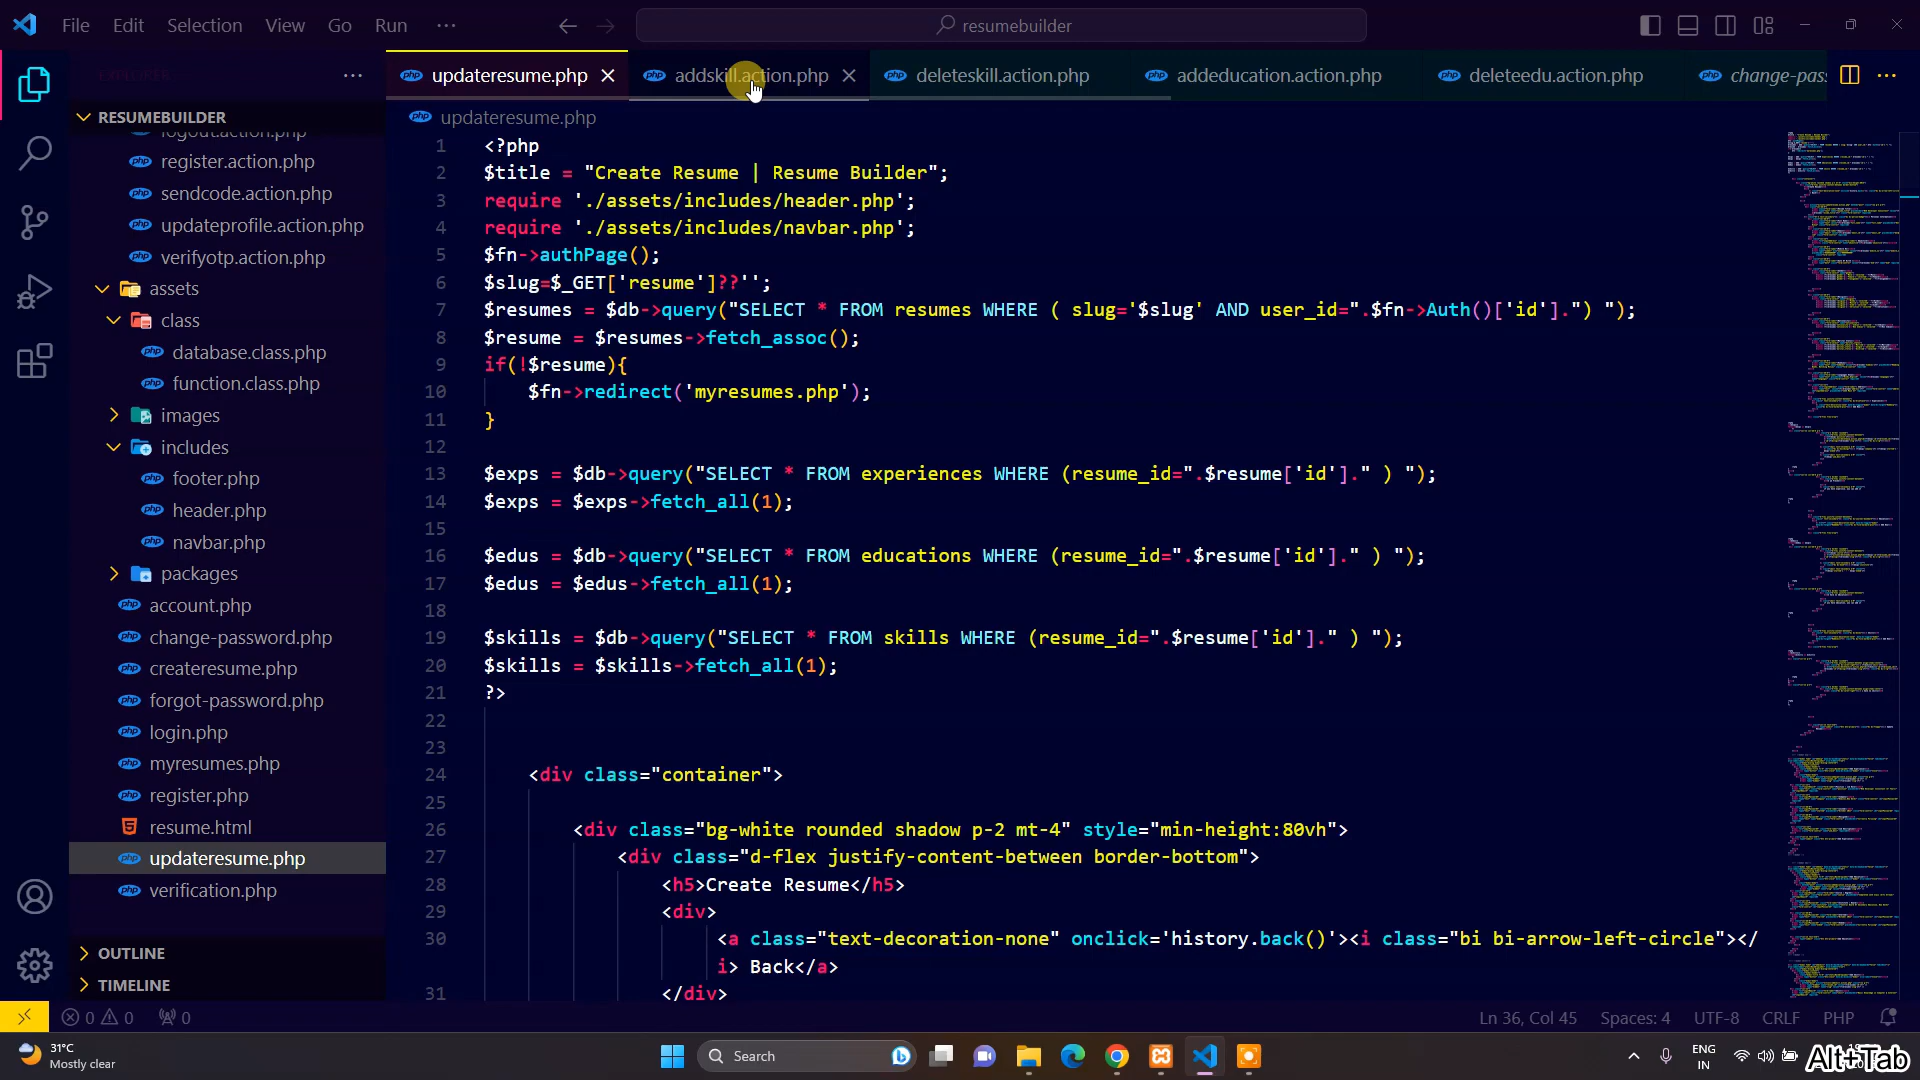 File Edit Selection View Go Run ···
resumebuilder
EXPLORER ···
updateresume.php
addskill.action.php
deleteskill.action.php
addeducation.action.php
deleteedu.action.php
change-pas
RESUMEBUILDER
logout.action.php
register.action.php
sendcode.action.php
updateprofile.action.php
verifyotp.action.php
assets
class
database.class.php
function.class.php
images
includes
footer.php
header.php
navbar.php
packages
account.php
change-password.php
createresume.php
forgot-password.php
login.php
myresumes.php
register.php
resume.html
updateresume.php
verification.php
OUTLINE
TIMELINE
updateresume.php
1 <?php
2 $title = "Create Resume | Resume Builder";
3 require './assets/includes/header.php';
4 require './assets/includes/navbar.php';
5 $fn->authPage();
6 $slug=$_GET['resume']??'';
7 $resumes = $db->query("SELECT * FROM resumes WHERE ( slug='$slug' AND user_id=".$fn->Auth()['id'].") ");
8 $resume = $resumes->fetch_assoc();
9 if(!$resume){
10 $fn->redirect('myresumes.php');
11 }
12
13 $exps = $db->query("SELECT * FROM experiences WHERE (resume_id=".$resume['id']." ) ");
14 $exps = $exps->fetch_all(1);
15
16 $edus = $db->query("SELECT * FROM educations WHERE (resume_id=".$resume['id']." ) ");
17 $edus = $edus->fetch_all(1);
18
19 $skills = $db->query("SELECT * FROM skills WHERE (resume_id=".$resume['id']." ) ");
20 $skills = $skills->fetch_all(1);
21 ?>
22
23
24 <div class="container">
25
26 <div class="bg-white rounded shadow p-2 mt-4" style="min-height:80vh">
27 <div class="d-flex justify-content-between border-bottom">
28 <h5>Create Resume</h5>
29 <div>
30 <a class="text-decoration-none" onclick='history.back()'><i class="bi bi-arrow-left-circle"></
i> Back</a>
31 </div>
0 0 0
Ln 36, Col 45 Spaces: 4 UTF-8 CRLF PHP
31°C
Mostly clear
Search
ENG
IN
Alt+Tab